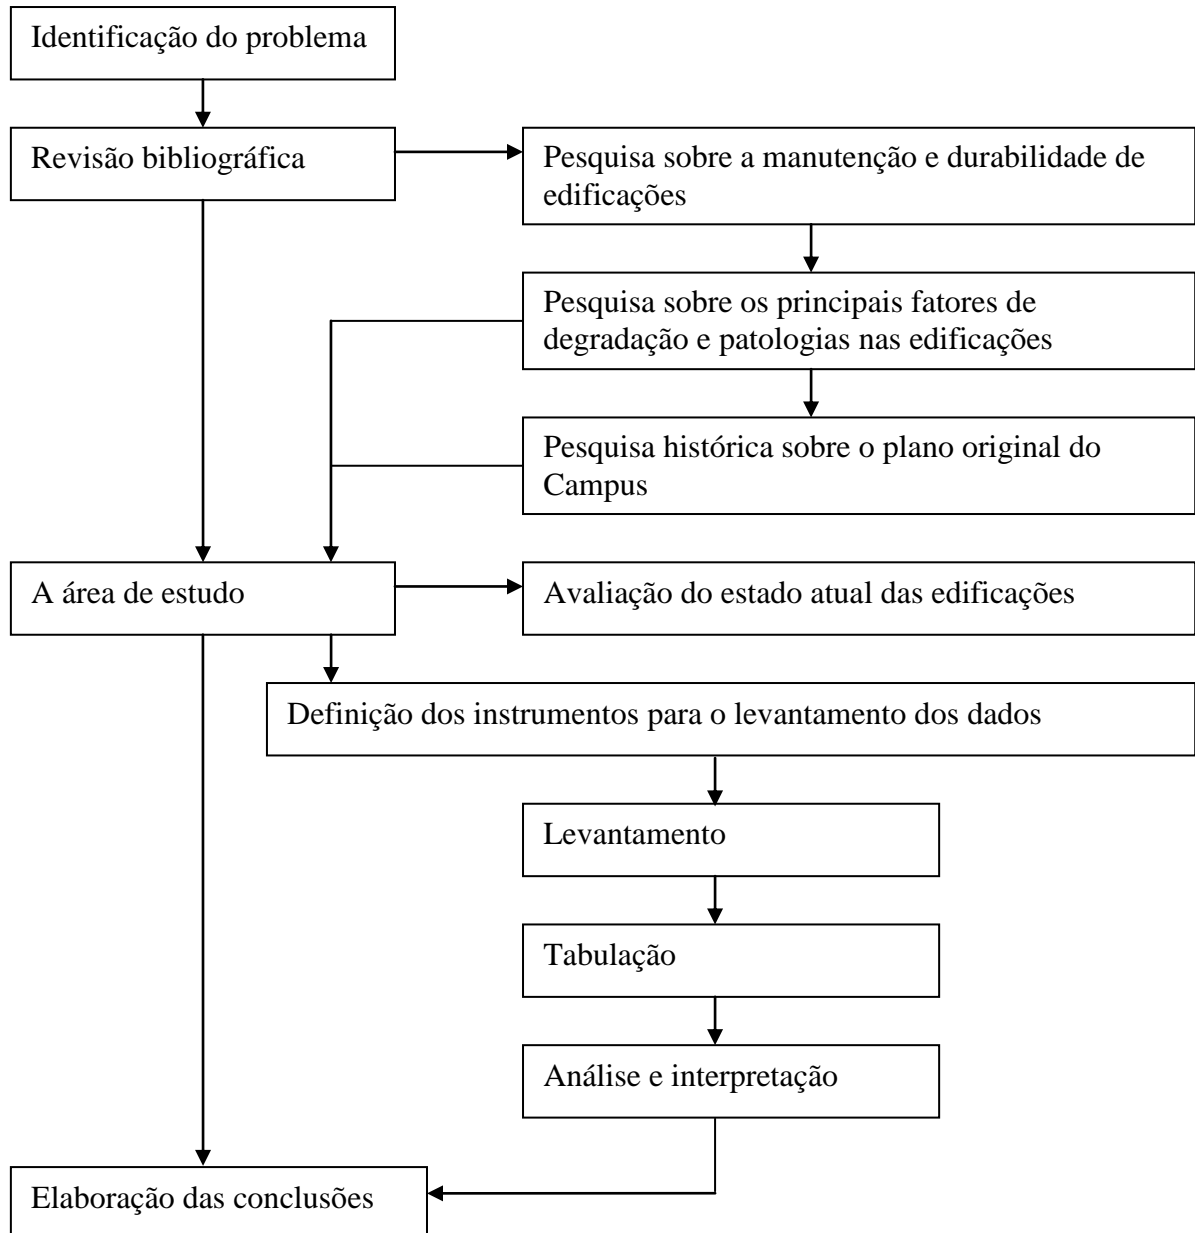 Identificação do problema
Revisão bibliográfica
Pesquisa sobre a manutenção e durabilidade de
edificações
Pesquisa sobre os principais fatores de
degradação e patologias nas edificações
Pesquisa histórica sobre o plano original do
Campus
A área de estudo
Avaliação do estado atual das edificações
Definição dos instrumentos para o levantamento dos dados
Levantamento
Tabulação
Análise e interpretação
Elaboração das conclusões